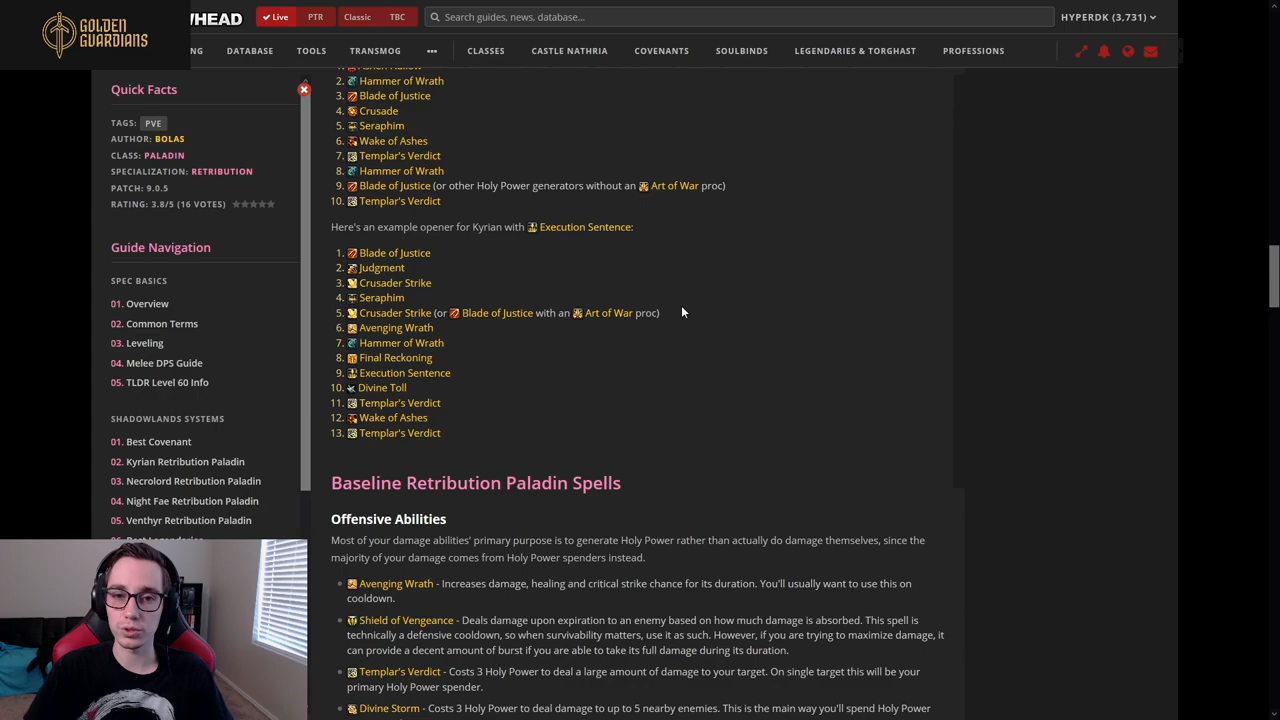 GOLDEN
GUARDIANS
WHEAD
Live
PTR
Classic
TBC
Search guides, news, database...
HYPERDK (3,731)
NG
DATABASE
TOOLS
TRANSMOG
CLASSES
CASTLE NATHRIA
COVENANTS
SOULBINDS
LEGENDARIES & TORGHAST
PROFESSIONS
Quick Facts
TAGS: PVE
AUTHOR: BOLAS
CLASS: PALADIN
SPECIALIZATION: RETRIBUTION
PATCH: 9.0.5
RATING: 3.8/5 (16 VOTES)
Guide Navigation
SPEC BASICS
01. Overview
02. Common Terms
03. Leveling
04. Melee DPS Guide
05. TLDR Level 60 Info
SHADOWLANDS SYSTEMS
01. Best Covenant
02. Kyrian Retribution Paladin
03. Necrolord Retribution Paladin
04. Night Fae Retribution Paladin
05. Venthyr Retribution Paladin
1. Ashen Hallow
2. Hammer of Wrath
3. Blade of Justice
4. Crusade
5. Seraphim
6. Wake of Ashes
7. Templar's Verdict
8. Hammer of Wrath
9. Blade of Justice (or other Holy Power generators without an Art of War proc)
10. Templar's Verdict
Here's an example opener for Kyrian with Execution Sentence:
1. Blade of Justice
2. Judgment
3. Crusader Strike
4. Seraphim
5. Crusader Strike (or Blade of Justice with an Art of War proc)
6. Avenging Wrath
7. Hammer of Wrath
8. Final Reckoning
9. Execution Sentence
10. Divine Toll
11. Templar's Verdict
12. Wake of Ashes
13. Templar's Verdict
Baseline Retribution Paladin Spells
Offensive Abilities
Most of your damage abilities' primary purpose is to generate Holy Power rather than actually do damage themselves, since the
majority of your damage comes from Holy Power spenders instead.
Avenging Wrath - Increases damage, healing and critical strike chance for its duration. You'll usually want to use this on
cooldown.
Shield of Vengeance - Deals damage upon expiration to an enemy based on how much damage is absorbed. This spell is
technically a defensive cooldown, so when survivability matters, use it as such. However, if you are trying to maximize damage, it
can provide a decent amount of burst if you are able to take its full damage during its duration.
Templar's Verdict - Costs 3 Holy Power to deal a large amount of damage to your target. On single target this will be your
primary Holy Power spender.
Divine Storm - Costs 3 Holy Power to deal damage to up to 5 nearby enemies. This is the main way you'll spend Holy Power